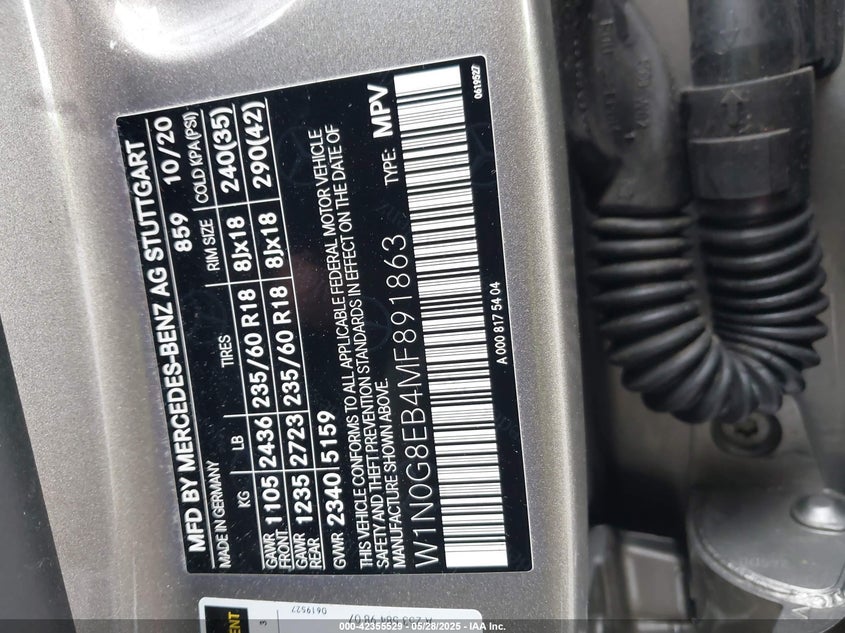 MFD BY MERCEDES-BENZ AG STUTTGART
MADE IN GERMANY 859 10/20
KG LB TIRES RIM SIZE COLD KPA(PSI)
GAWR FRONT 1105 2436 235/60 R18 8Jx18 240(35)
GAWR REAR 1235 2723 235/60 R18 8Jx18 290(42)
GVWR 2340 5159
THIS VEHICLE CONFORMS TO ALL APPLICABLE FEDERAL MOTOR VEHICLE
SAFETY AND THEFT PREVENTION STANDARDS IN EFFECT ON THE DATE OF
MANUFACTURE SHOWN ABOVE.
W1N0G8EB4MF891863 TYPE: MPV
A 000 817 54 04
0619527
0619527
3
000-42355529 - 05/28/2025 - IAA Inc.